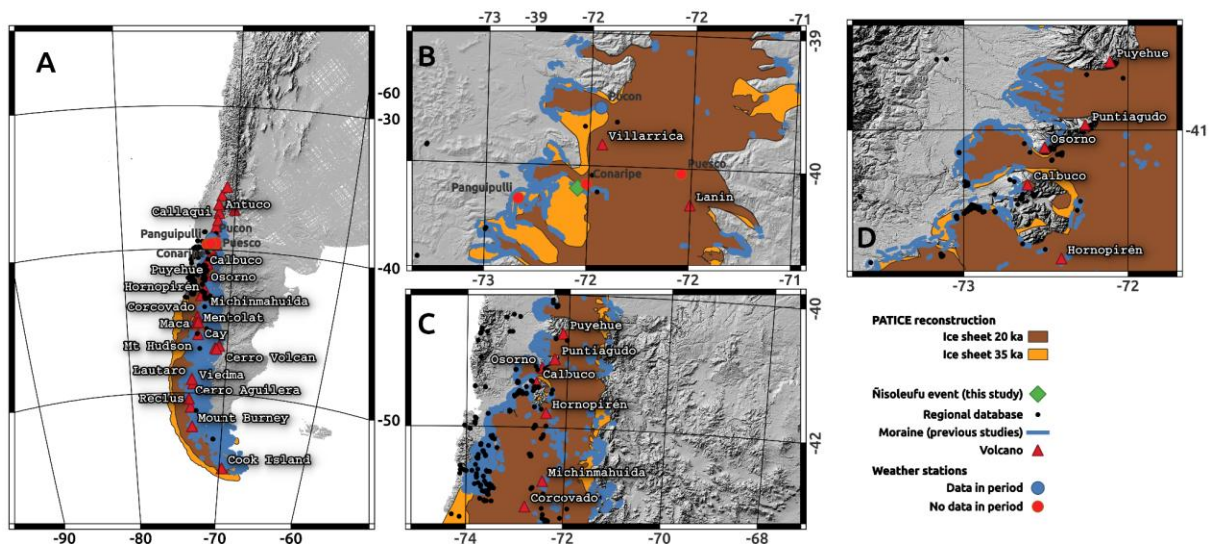 A
-60
-30
Antuco
Callaqui
Pucon
Panguipulli
Puesco
Conari
Calbuco
Puyehue
Osorno
-40
Hornopirén
Michinmahuida
Corcovado
Mentolat
Maca
Cay
Mt Hudson
Cerro Volcan
Lautaro
Viedma
Cerro Aguilera
Reclus
Mount Burney
-50
Cook Island
-90
-80
-70
-60
-73
-39
-72
-72
-71
B
-39
Pucon
Villarrica
Puesco
Conaripe
-40
Panguipulli
Lanin
-73
-72
-72
-71
C
-40
Puyehue
Puntiagudo
Osorno
Calbuco
Hornopirén
-42
Michinmahuida
Corcovado
-74
-72
-70
-68
-67
Puyehue
Puntiagudo
-41
Osorno
Calbuco
D
Hornopirén
-73
-72
PATICE reconstruction
Ice sheet 20 ka
Ice sheet 35 ka
Ñisoleufu event (this study)
Regional database
Moraine (previous studies)
Volcano
Weather stations
Data in period
No data in period